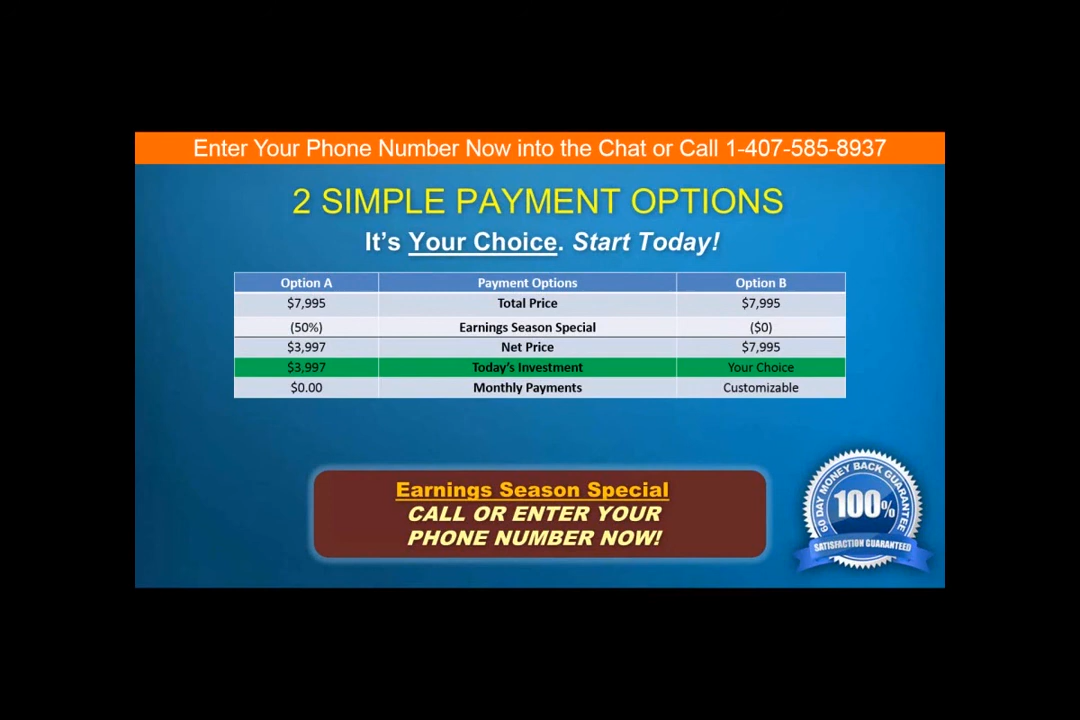 Enter Your Phone Number Now into the Chat or Call 1-407-585-8937
2 SIMPLE PAYMENT OPTIONS
It's Your Choice. Start Today!
Option A Payment Options Option B
$7,995 Total Price $7,995
(50%) Earnings Season Special ($0)
$3,997 Net Price $7,995
$3,997 Today's Investment Your Choice
$0.00 Monthly Payments Customizable
Earnings Season Special
CALL OR ENTER YOUR
PHONE NUMBER NOW!
60 DAY MONEY BACK GUARANTEE
100%
SATISFACTION GUARANTEED